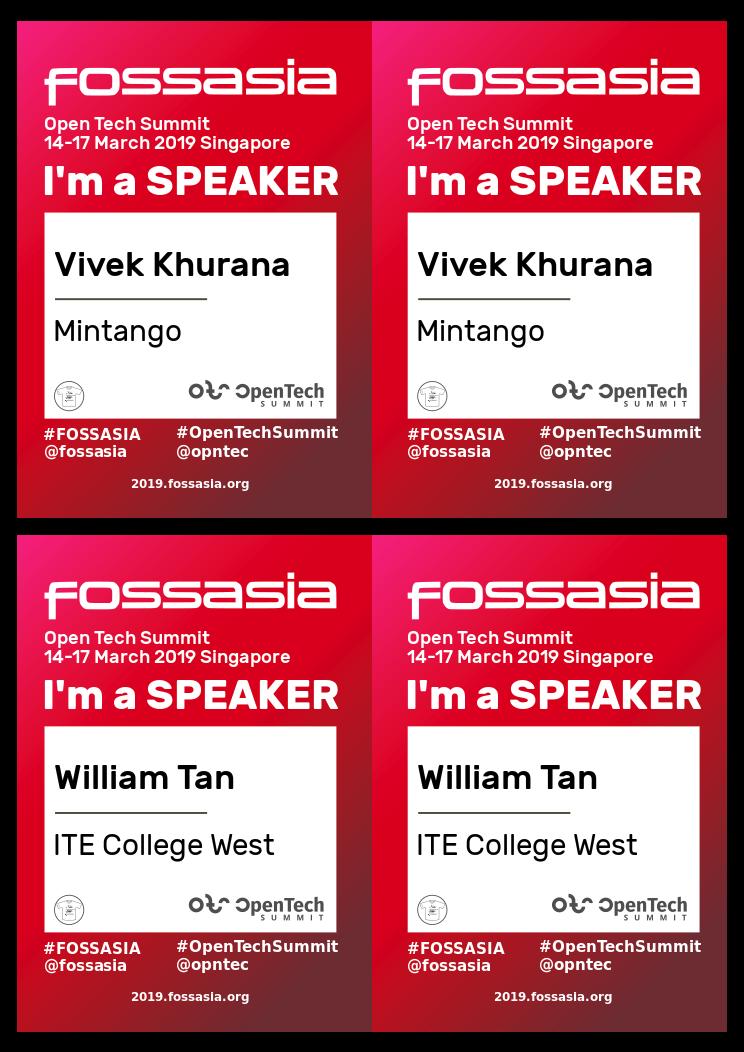 fossasia
Open Tech Summit
14-17 March 2019 Singapore
I'm a SPEAKER
Vivek Khurana
Mintango
OpenTech
SUMMIT
#FOSSASIA #OpenTechSummit
@fossasia @opntec
2019.fossasia.org
fossasia
Open Tech Summit
14-17 March 2019 Singapore
I'm a SPEAKER
Vivek Khurana
Mintango
OpenTech
SUMMIT
#FOSSASIA #OpenTechSummit
@fossasia @opntec
2019.fossasia.org
fossasia
Open Tech Summit
14-17 March 2019 Singapore
I'm a SPEAKER
William Tan
ITE College West
OpenTech
SUMMIT
#FOSSASIA #OpenTechSummit
@fossasia @opntec
2019.fossasia.org
fossasia
Open Tech Summit
14-17 March 2019 Singapore
I'm a SPEAKER
William Tan
ITE College West
OpenTech
SUMMIT
#FOSSASIA #OpenTechSummit
@fossasia @opntec
2019.fossasia.org